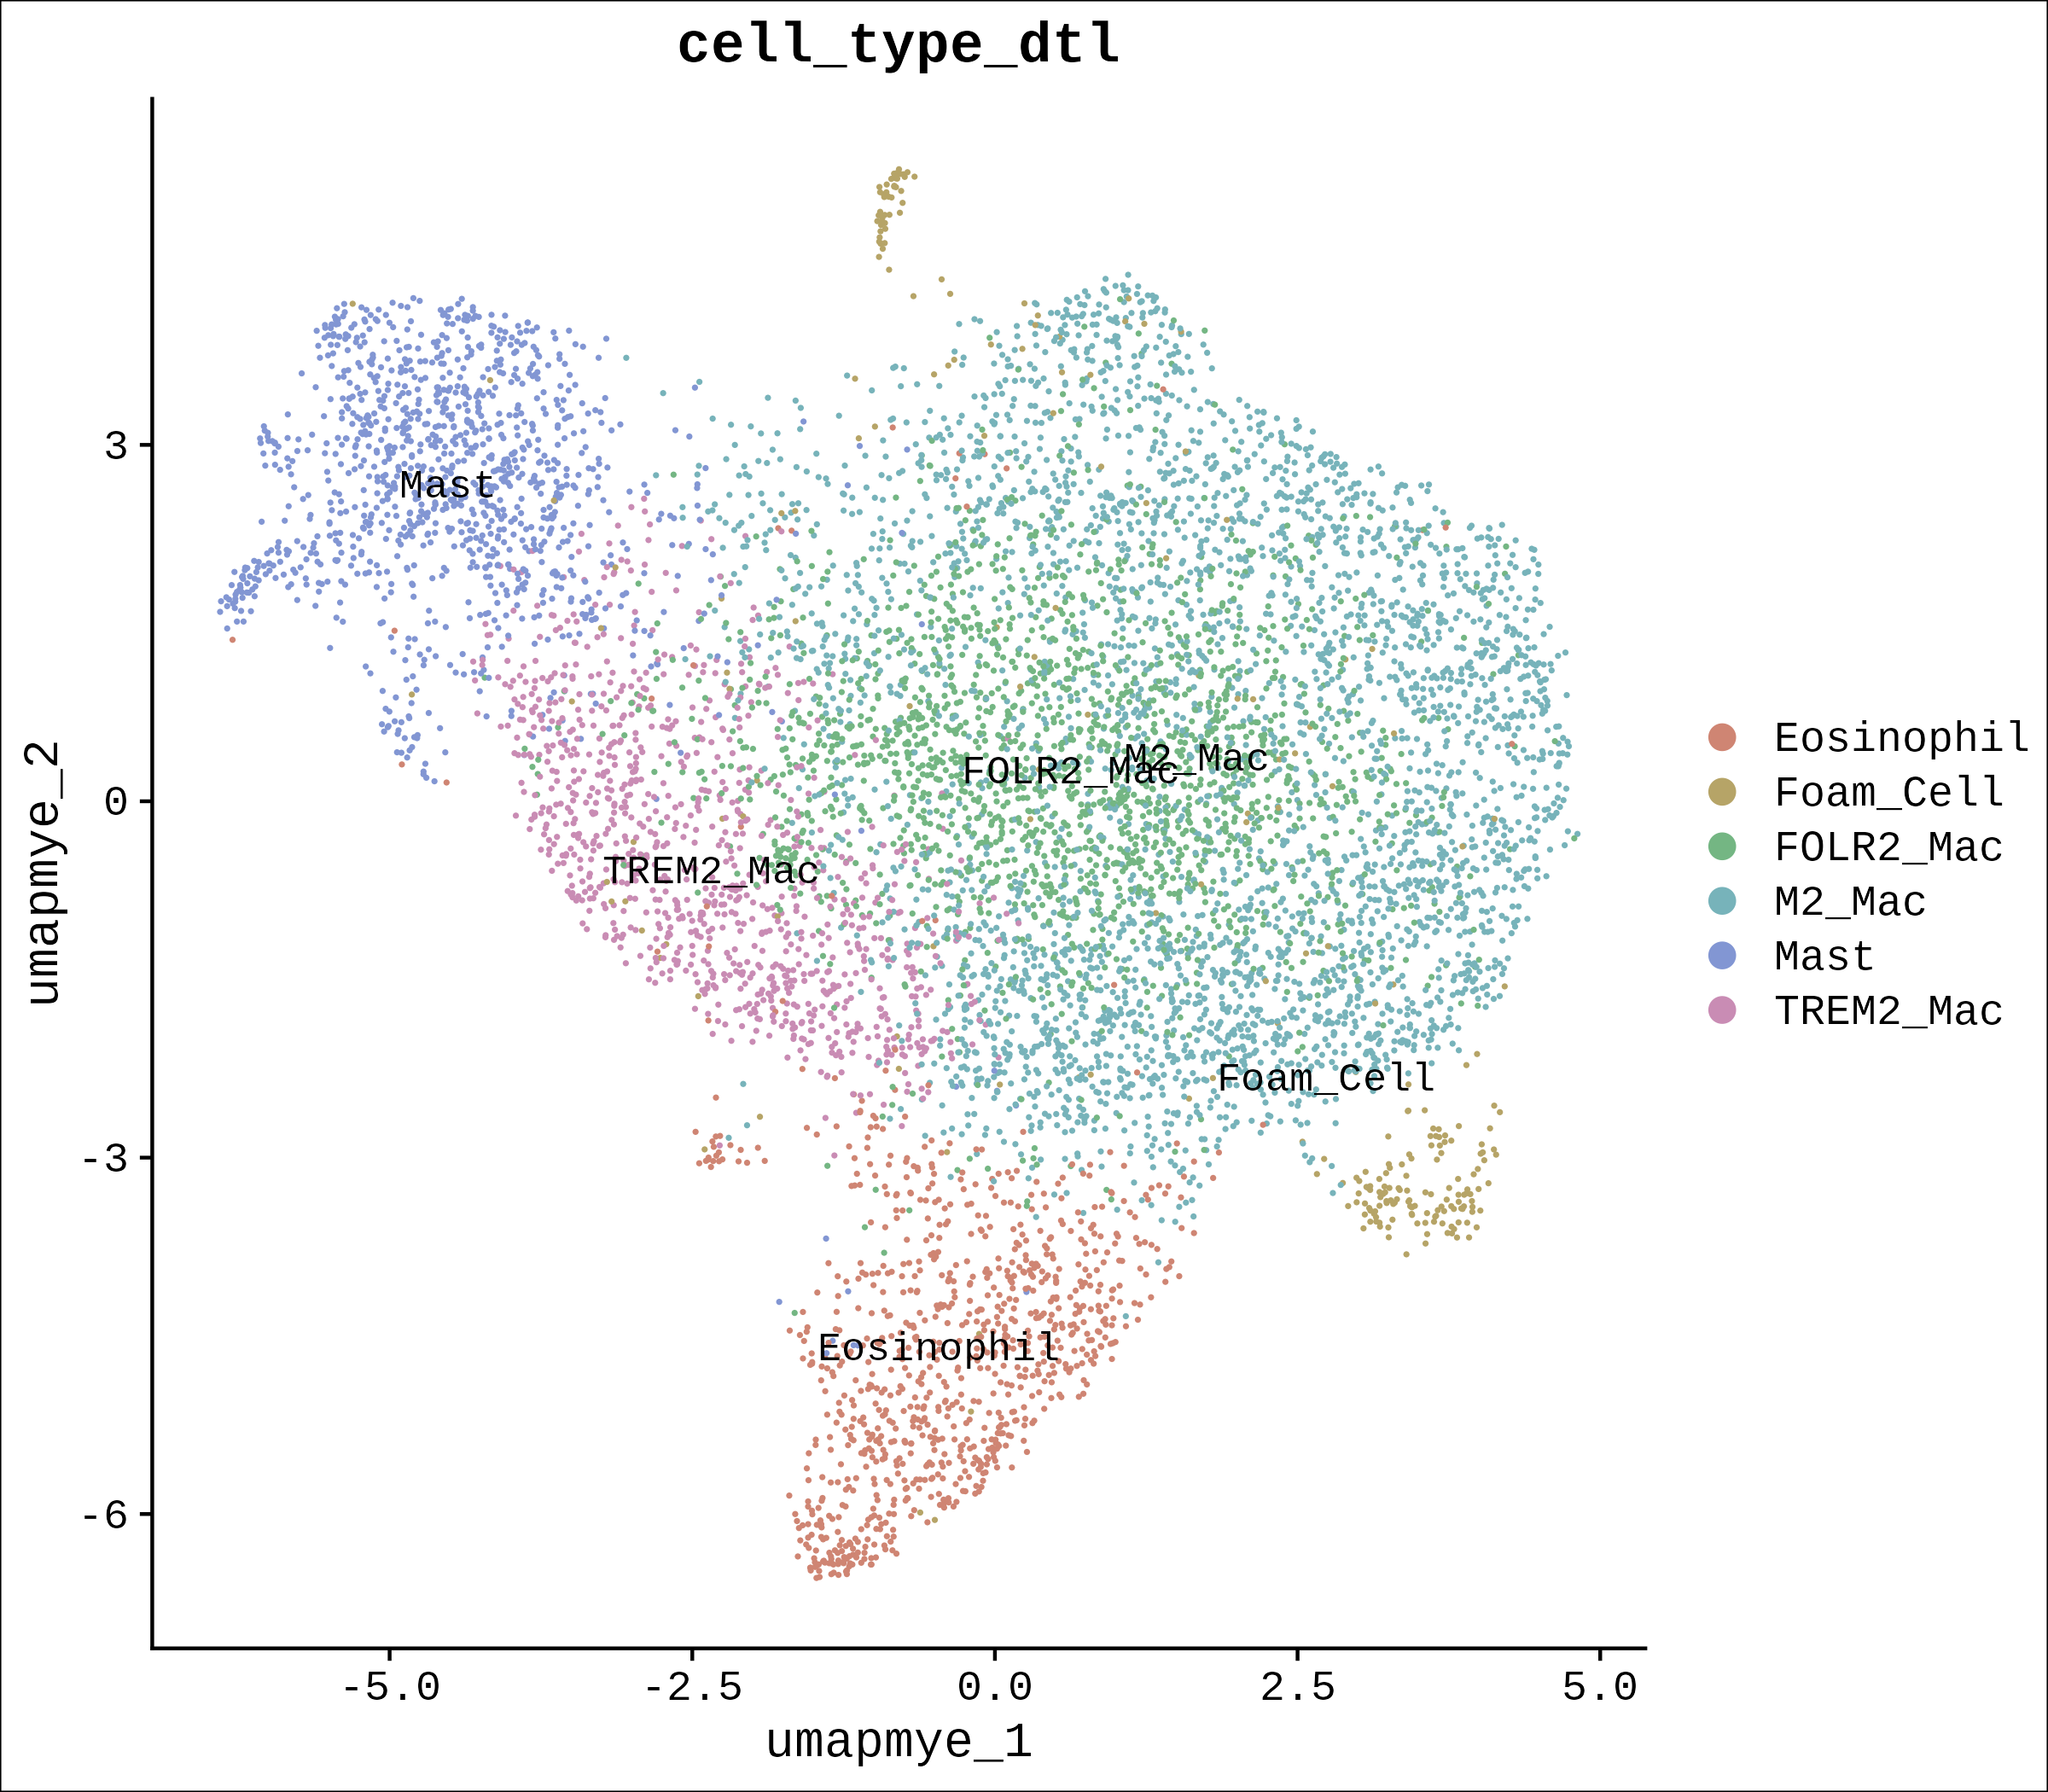 cell_type_dtl
umapmye_2
3
0
-3
-6
Mast
M2_Mac
FOLR2_Mac
TREM2_Mac
Foam_Cell
Eosinophil
Eosinophil
Foam_Cell
FOLR2_Mac
M2_Mac
Mast
TREM2_Mac
-5.0 -2.5 0.0 2.5 5.0
umapmye_1